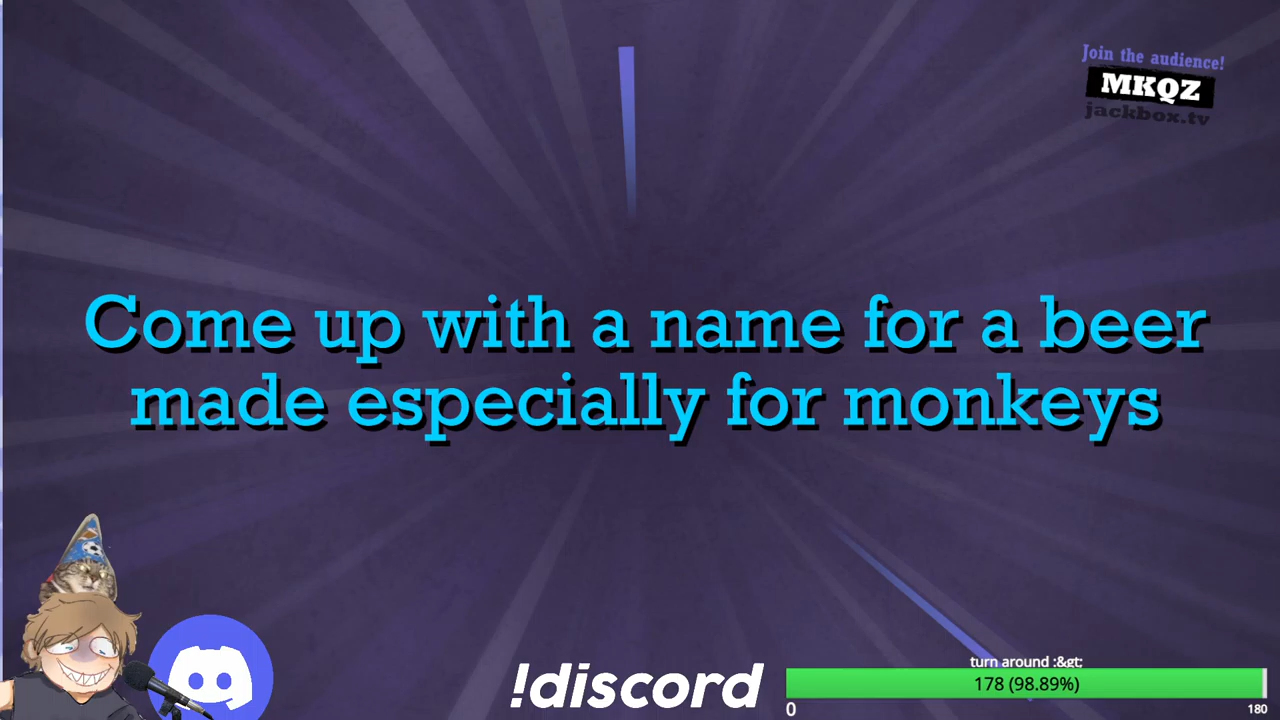 Join the audience!
MKQZ
jackbox.tv
Come up with a name for a beer
made especially for monkeys
!discord
turn around :&gt;
178 (98.89%)
0
180